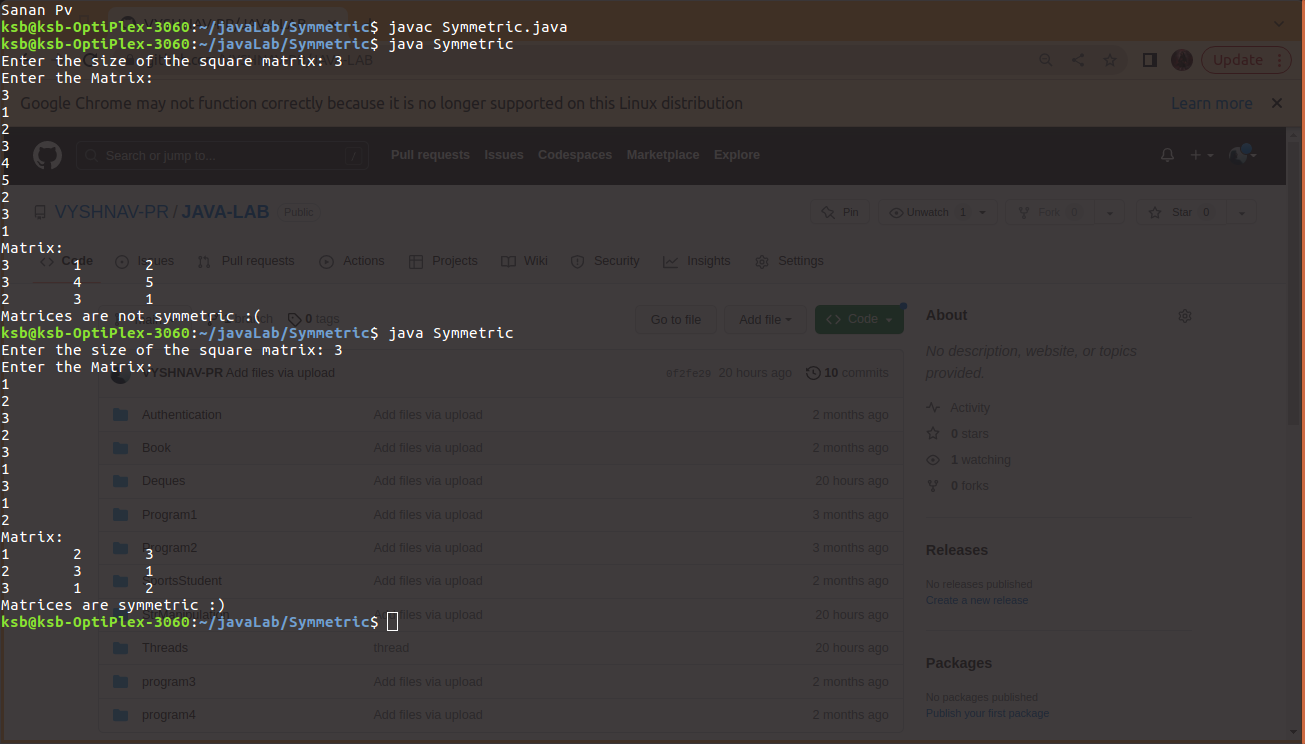 Sanan Pv
ksb@ksb-OptiPlex-3060:~/javaLab/Symmetric$ javac Symmetric.java
ksb@ksb-OptiPlex-3060:~/javaLab/Symmetric$ java Symmetric
Enter the size of the square matrix: 3
Enter the Matrix:
3
1
2
3
4
5
2
3
1
Matrix:
3 1 2
3 4 5
2 3 1
Matrices are not symmetric :(
ksb@ksb-OptiPlex-3060:~/javaLab/Symmetric$ java Symmetric
Enter the size of the square matrix: 3
Enter the Matrix:
1
2
3
2
3
1
3
1
2
Matrix:
1 2 3
2 3 1
3 1 2
Matrices are symmetric :)
ksb@ksb-OptiPlex-3060:~/javaLab/Symmetric$
Update
Google Chrome may not function correctly because it is no longer supported on this Linux distribution
Learn more
Search or jump to... /
Pull requests Issues Codespaces Marketplace Explore
VYSHNAV-PR / JAVA-LAB Public
Pin Unwatch 1 Fork 0 Star 0
Code Issues Pull requests Actions Projects Wiki Security Insights Settings
0 tags Go to file Add file Code
VYSHNAV-PR Add files via upload 0f2fe29 20 hours ago 10 commits
Authentication Add files via upload 2 months ago
Book Add files via upload 2 months ago
Deques Add files via upload 20 hours ago
Program1 Add files via upload 3 months ago
Program2 Add files via upload 3 months ago
SportsStudent Add files via upload 2 months ago
Add files via upload 20 hours ago
Threads thread 20 hours ago
program3 Add files via upload 2 months ago
program4 Add files via upload 2 months ago
About
No description, website, or topics
provided.
Activity
0 stars
1 watching
0 forks
Releases
No releases published
Create a new release
Packages
No packages published
Publish your first package